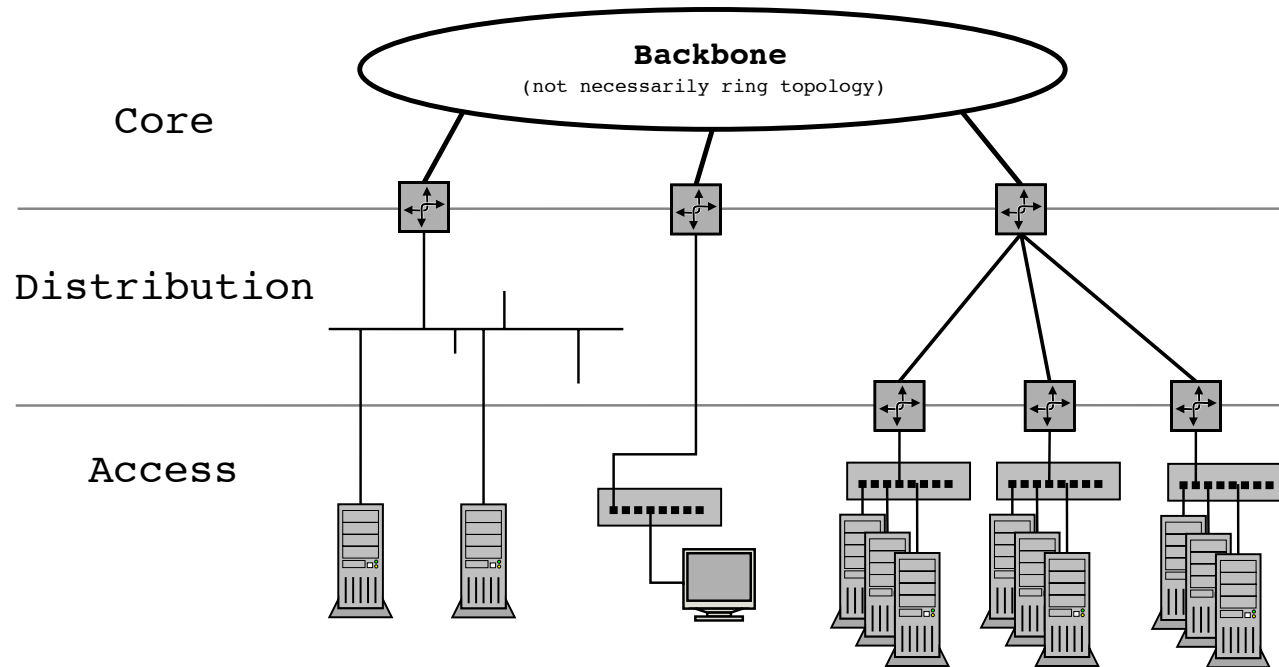 Backbone
(not necessarily ring topology)
Core
Distribution
Access